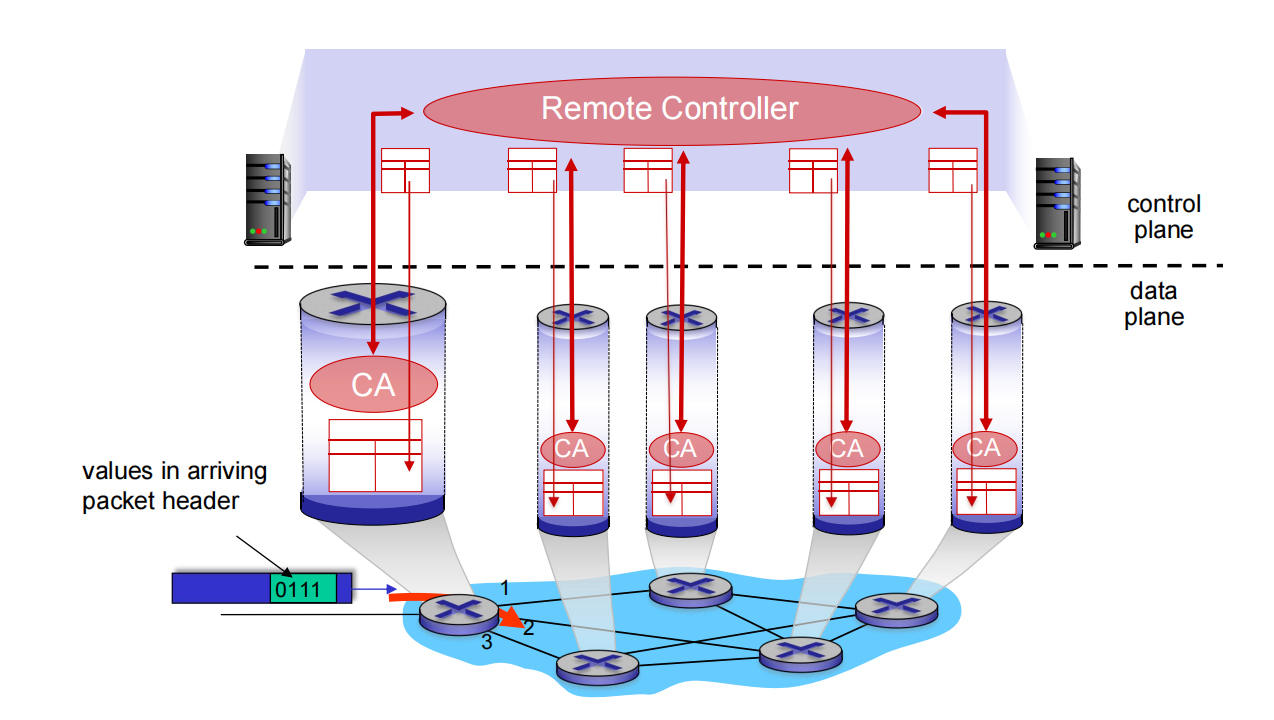 Remote Controller
control
plane
data
plane
CA
CA
CA
CA
CA
values in arriving
packet header
0111
1
2
3